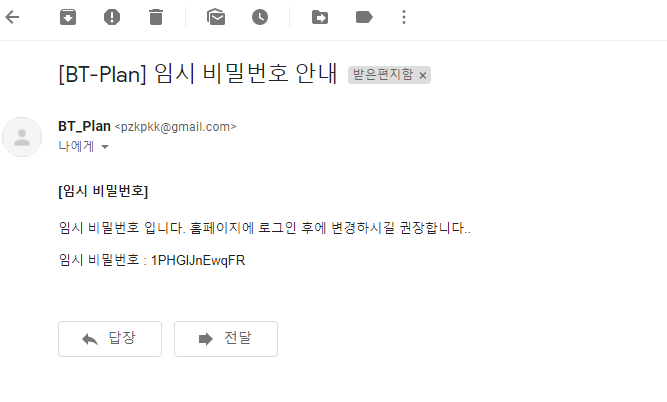 [BT-Plan] 임시 비밀번호 안내 받은편지함 ×
BT_Plan <pzkpkk@gmail.com>
나에게
[임시 비밀번호]
임시 비밀번호 입니다. 홈페이지에 로그인 후에 변경하시길 권장합니다..
임시 비밀번호 : 1PHGlJnEwqFR
답장 전달